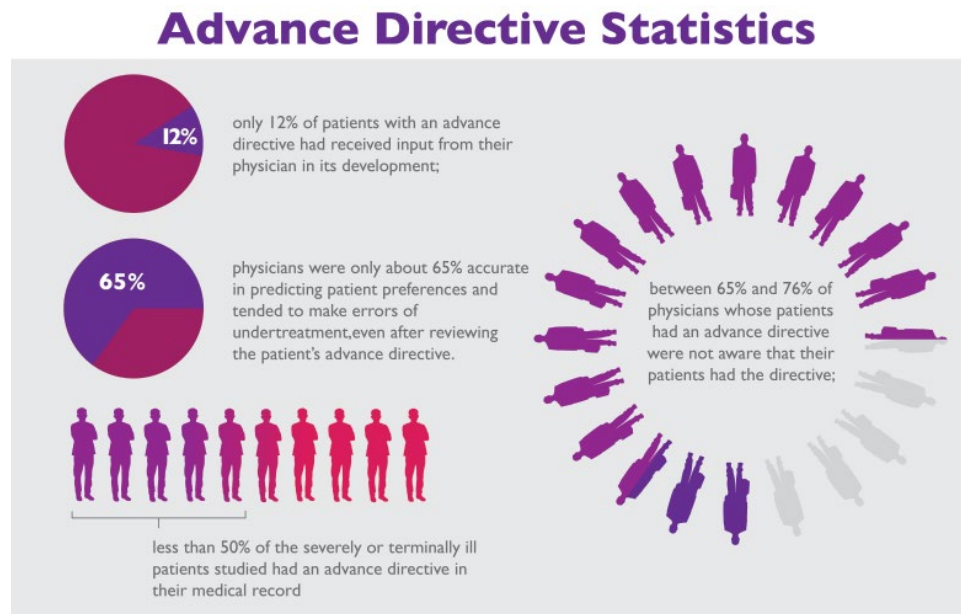 Advance Directive Statistics
12%
only 12% of patients with an advance
directive had received input from their
physician in its development;
65%
physicians were only about 65% accurate
in predicting patient preferences and
tended to make errors of
undertreatment,even after reviewing
the patient's advance directive.
less than 50% of the severely or terminally ill
patients studied had an advance directive in
their medical record
between 65% and 76% of
physicians whose patients
had an advance directive
were not aware that their
patients had the directive;